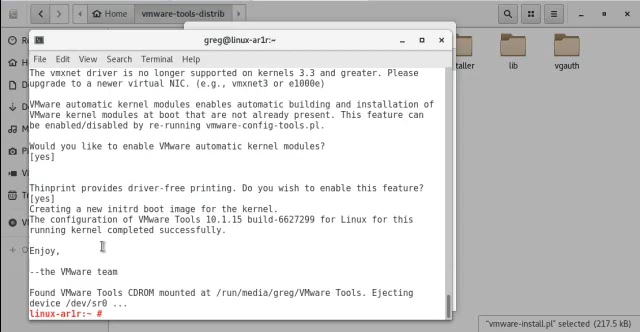 Home
vmware-tools-distrib
greg@linux-ar1r:~
File Edit View Search Terminal Help
The vmxnet driver is no longer supported on kernels 3.3 and greater. Please
upgrade to a newer virtual NIC. (e.g., vmxnet3 or e1000e)
VMware automatic kernel modules enables automatic building and installation of
VMware kernel modules at boot that are not already present. This feature can
be enabled/disabled by re-running vmware-config-tools.pl.
Would you like to enable VMware automatic kernel modules?
[yes]
Thinprint provides driver-free printing. Do you wish to enable this feature?
[yes]
Creating a new initrd boot image for the kernel.
The configuration of VMware Tools 10.1.15 build-6627299 for Linux for this
running kernel completed successfully.
Enjoy,
--the VMware team
Found VMware Tools CDROM mounted at /run/media/greg/VMware Tools. Ejecting
device /dev/sr0 ...
linux-ar1r:~ #
taller
lib
vgauth
"vmware-install.pl" selected (217.5 kB)